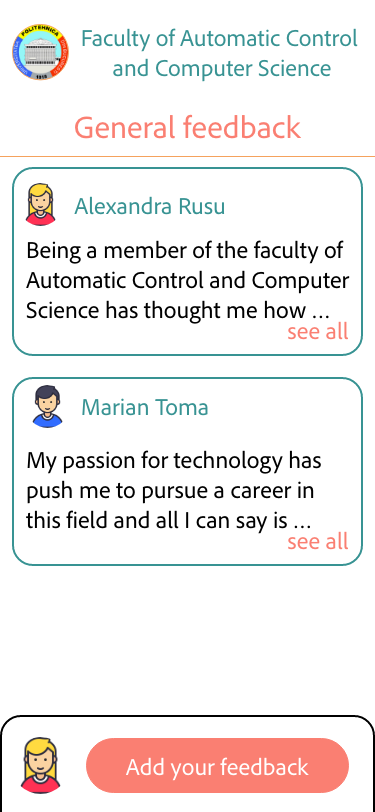 POLITEHNICA
1818
Faculty of Automatic Control
and Computer Science
General feedback
Alexandra Rusu
Being a member of the faculty of
Automatic Control and Computer
Science has thought me how ...
see all
Marian Toma
My passion for technology has
push me to pursue a career in
this field and all I can say is ...
see all
Add your feedback